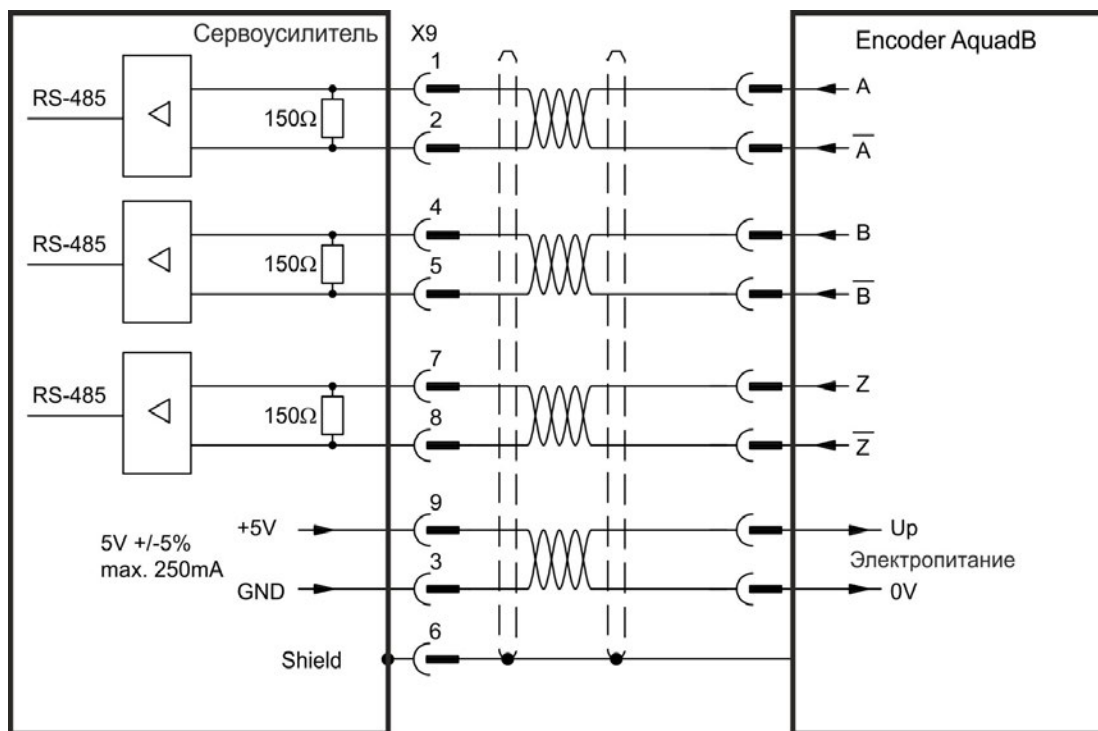 Сервоусилитель
X9
Encoder AquadB
1
RS-485
150Ω
A
2
A̅
4
RS-485
150Ω
B
5
B̅
7
RS-485
150Ω
Z
8
Z̅
9
+5V
Up
5V +/-5%
max. 250mA
Электропитание
3
GND
0V
6
Shield